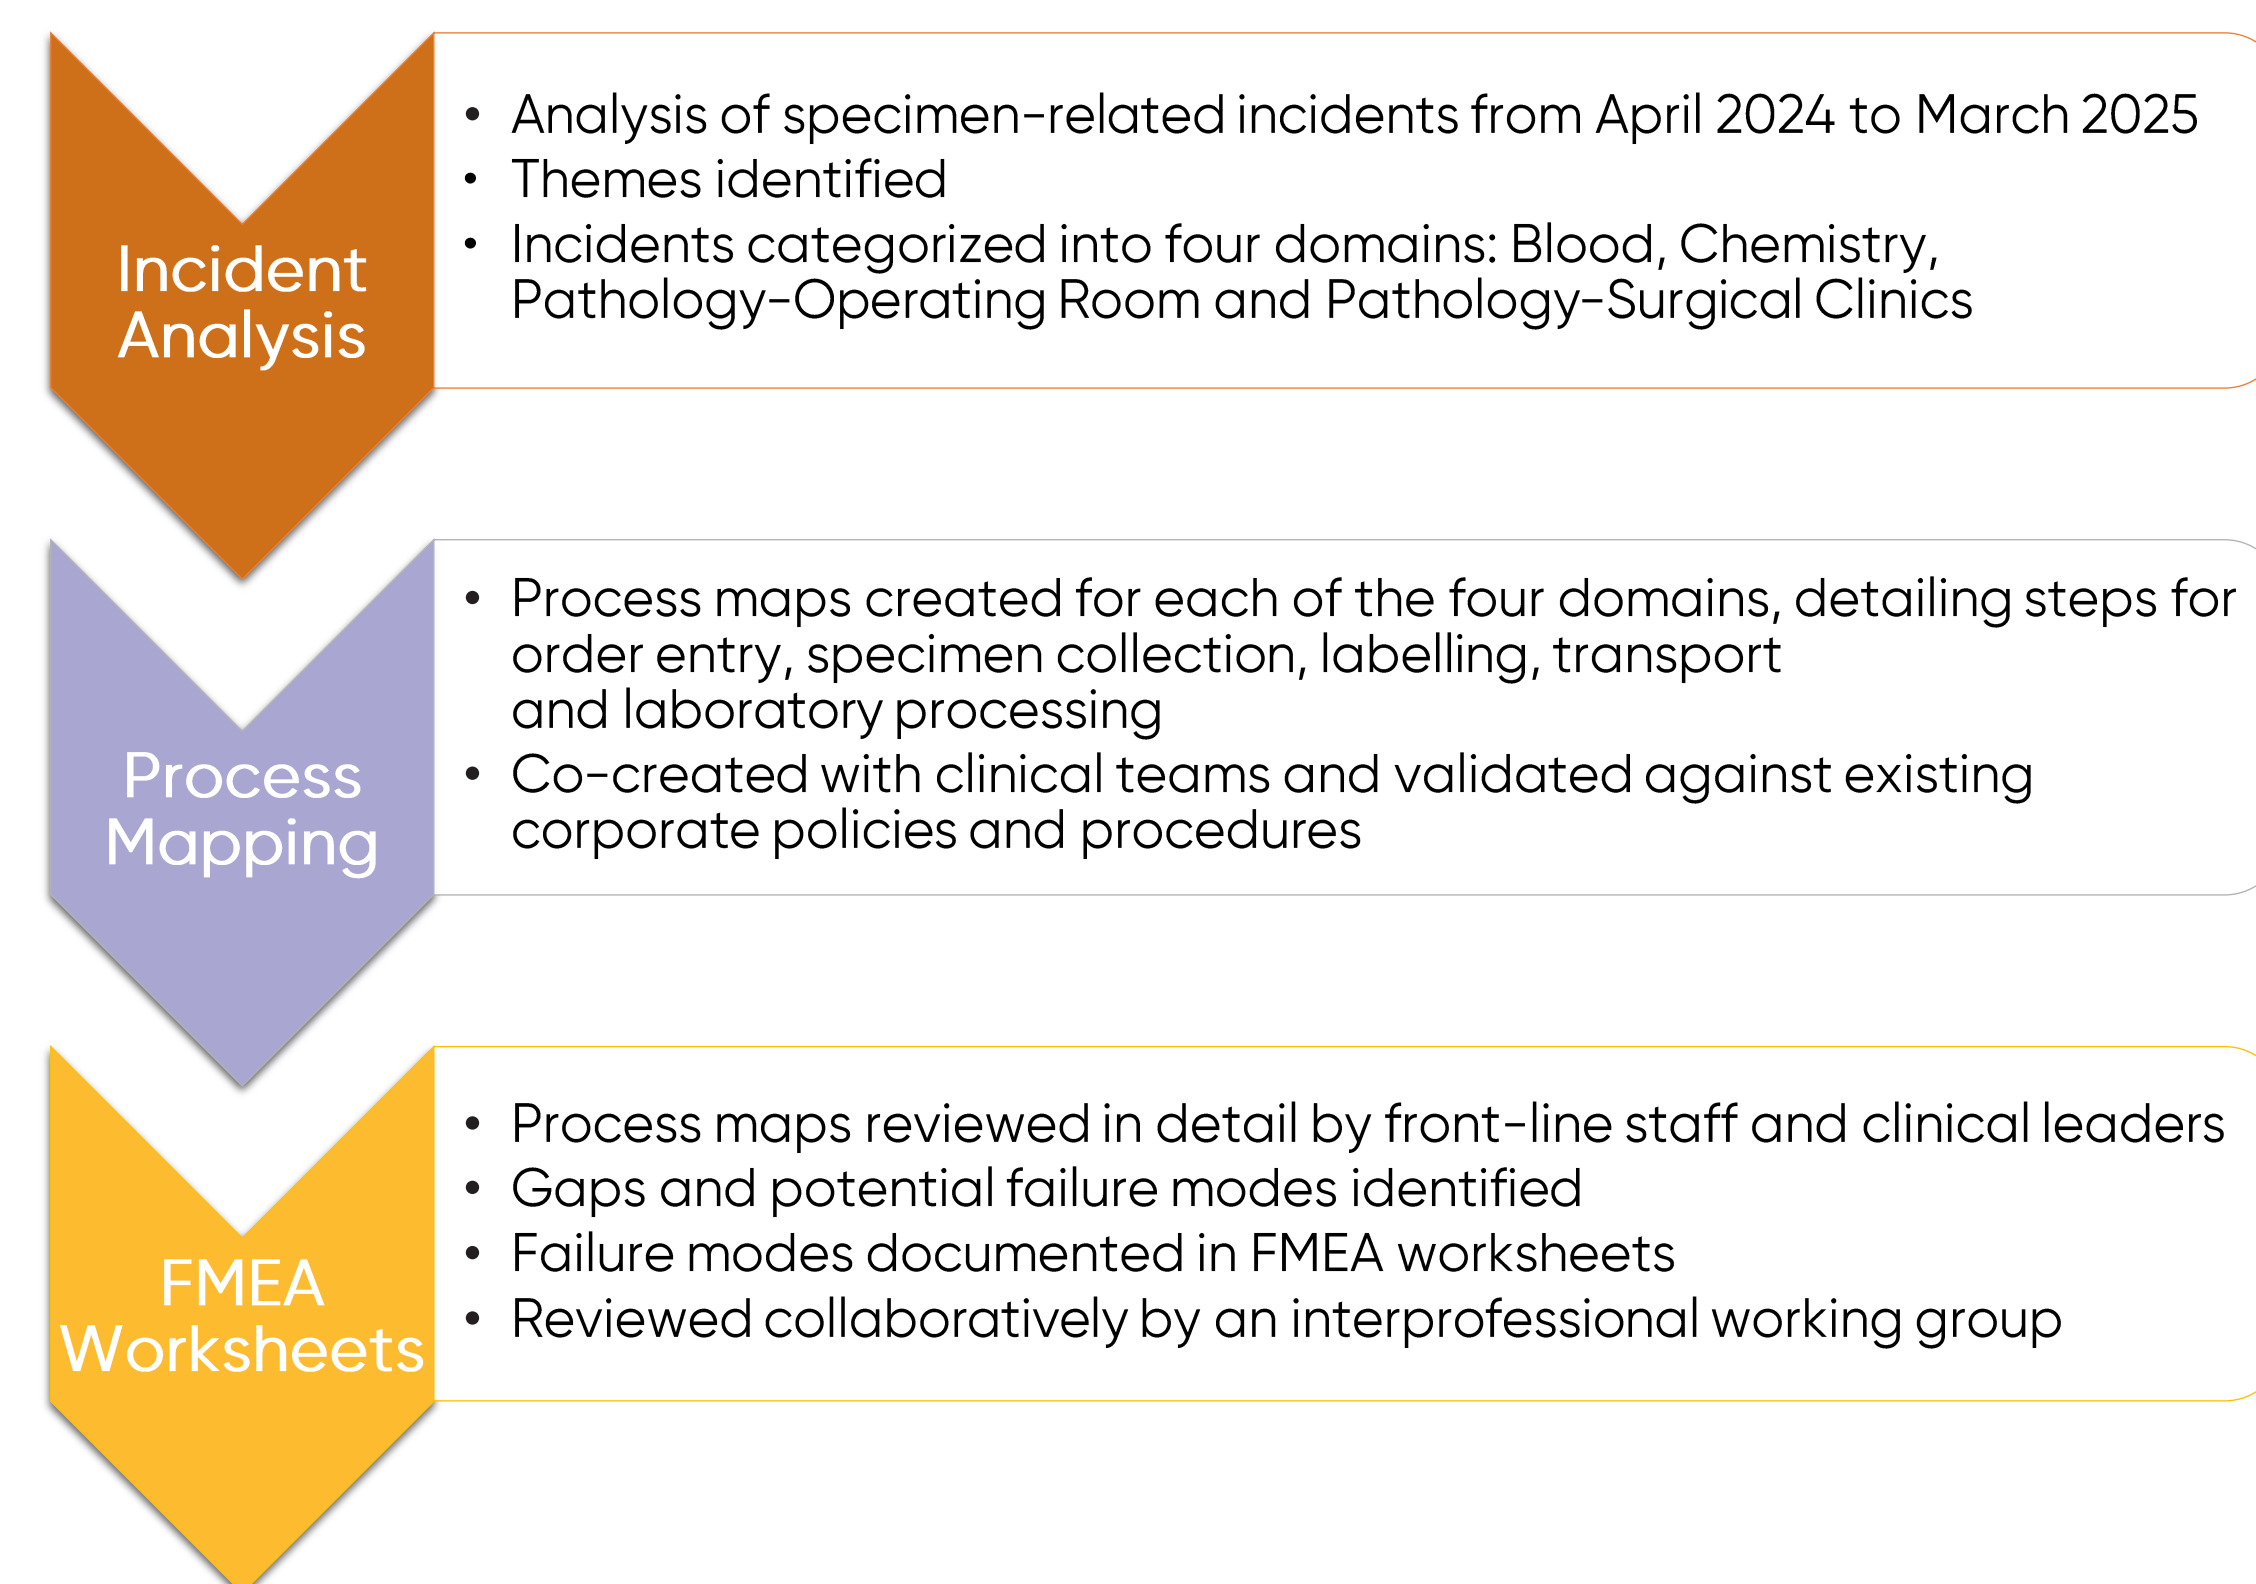 Incident
Analysis
• Analysis of specimen-related incidents from April 2024 to March 2025
• Themes identified
• Incidents categorized into four domains: Blood, Chemistry,
Pathology-Operating Room and Pathology-Surgical Clinics
Process
Mapping
• Process maps created for each of the four domains, detailing steps for
order entry, specimen collection, labelling, transport
and laboratory processing
• Co-created with clinical teams and validated against existing
corporate policies and procedures
FMEA
Worksheets
• Process maps reviewed in detail by front-line staff and clinical leaders
• Gaps and potential failure modes identified
• Failure modes documented in FMEA worksheets
• Reviewed collaboratively by an interprofessional working group